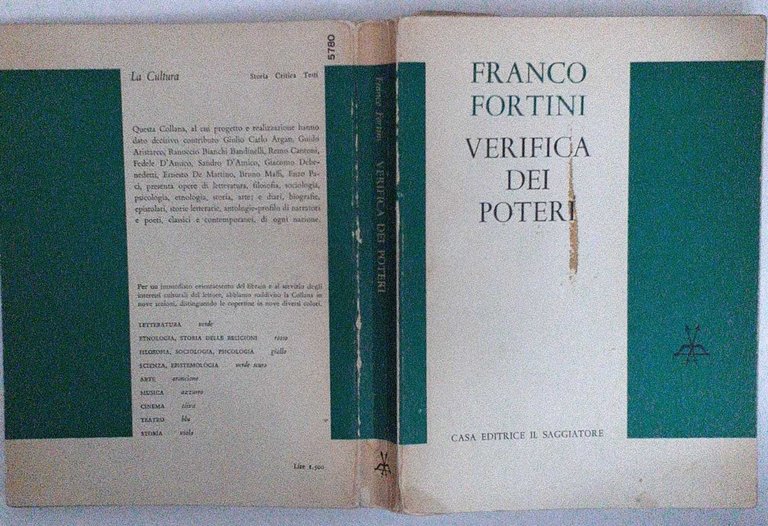 La Cultura
Storia Critica Testi
Questa Collana, al cui progetto e realizzazione hanno
dato decisivo contributo Giulio Carlo Argan, Guido
Aristarco, Ranuccio Bianchi Bandinelli, Remo Cantoni,
Fedele D'Amico, Sandro D'Amico, Giacomo Debe-
nedetti, Ernesto De Martino, Bruno Maffi, Enzo Pa-
ci, presenta opere di letteratura, filosofia, sociologia,
psicologia, etnologia, storia, arte; e diari, biografie,
epistolari, storie letterarie, antologie-profilo di narratori
e poeti, classici e contemporanei, di ogni nazione.
Per un immediato orientamento del libraio e al servizio degli
interessi culturali del lettore, abbiamo suddiviso la Collana in
nove sezioni, distinguendo le copertine in nove diversi colori.
LETTERATURA verde
ETNOLOGIA, STORIA DELLE RELIGIONI rosso
FILOSOFIA, SOCIOLOGIA, PSICOLOGIA giallo
SCIENZA, EPISTEMOLOGIA verde scuro
ARTE arancione
MUSICA azzurro
CINEMA
TEATRO blu
STORIA viola
Lire 2.500
5780
Franco Fortini VERIFICA DEI POTERI
FRANCO
FORTINI
VERIFICA
DEI
POTERI
CASA EDITRICE IL SAGGIATORE